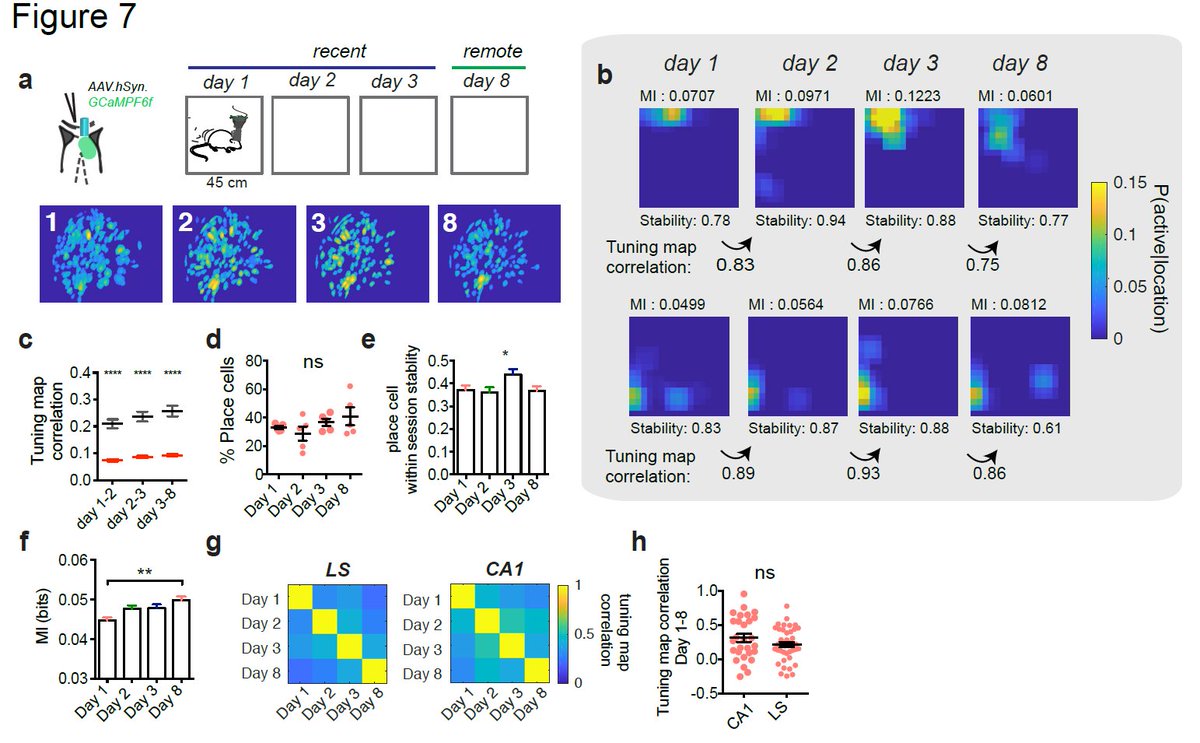 Figure 7
a
AAV.hSyn.
GCaMPF6f
recent
remote
day 1
day 2
day 3
day 8
45 cm
1
2
3
8
b
day 1
day 2
day 3
day 8
MI : 0.0707
MI : 0.0971
MI : 0.1223
MI : 0.0601
Stability: 0.78
Stability: 0.94
Stability: 0.88
Stability: 0.77
Tuning map
correlation:
0.83
0.86
0.75
MI : 0.0499
MI : 0.0564
MI : 0.0766
MI : 0.0812
Stability: 0.83
Stability: 0.87
Stability: 0.88
Stability: 0.61
Tuning map
correlation:
0.89
0.93
0.86
0.15
0.1
0.05
0
P(active|location)
c
Tuning map
correlation
0.4
0.3
0.2
0.1
0.0
****
****
****
day 1-2
day 2-3
day 3-8
d
ns
% Place cells
80
60
40
20
0
Day 1
Day 2
Day 3
Day 8
e
*
place cell
within session stablity
0.5
0.4
0.3
0.2
0.1
0.0
Day 1
Day 2
Day 3
Day 8
f
**
MI (bits)
0.06
0.05
0.04
0.03
Day 1
Day 2
Day 3
Day 8
g
LS
Day 1
Day 2
Day 3
Day 8
Day 1
Day 2
Day 3
Day 8
CA1
Day 1
Day 2
Day 3
Day 8
Day 1
Day 2
Day 3
Day 8
1
0.5
0
tuning map
correlation
h
ns
Tuning map correlation
Day 1-8
1.0
0.5
0.0
-0.5
CA1
LS